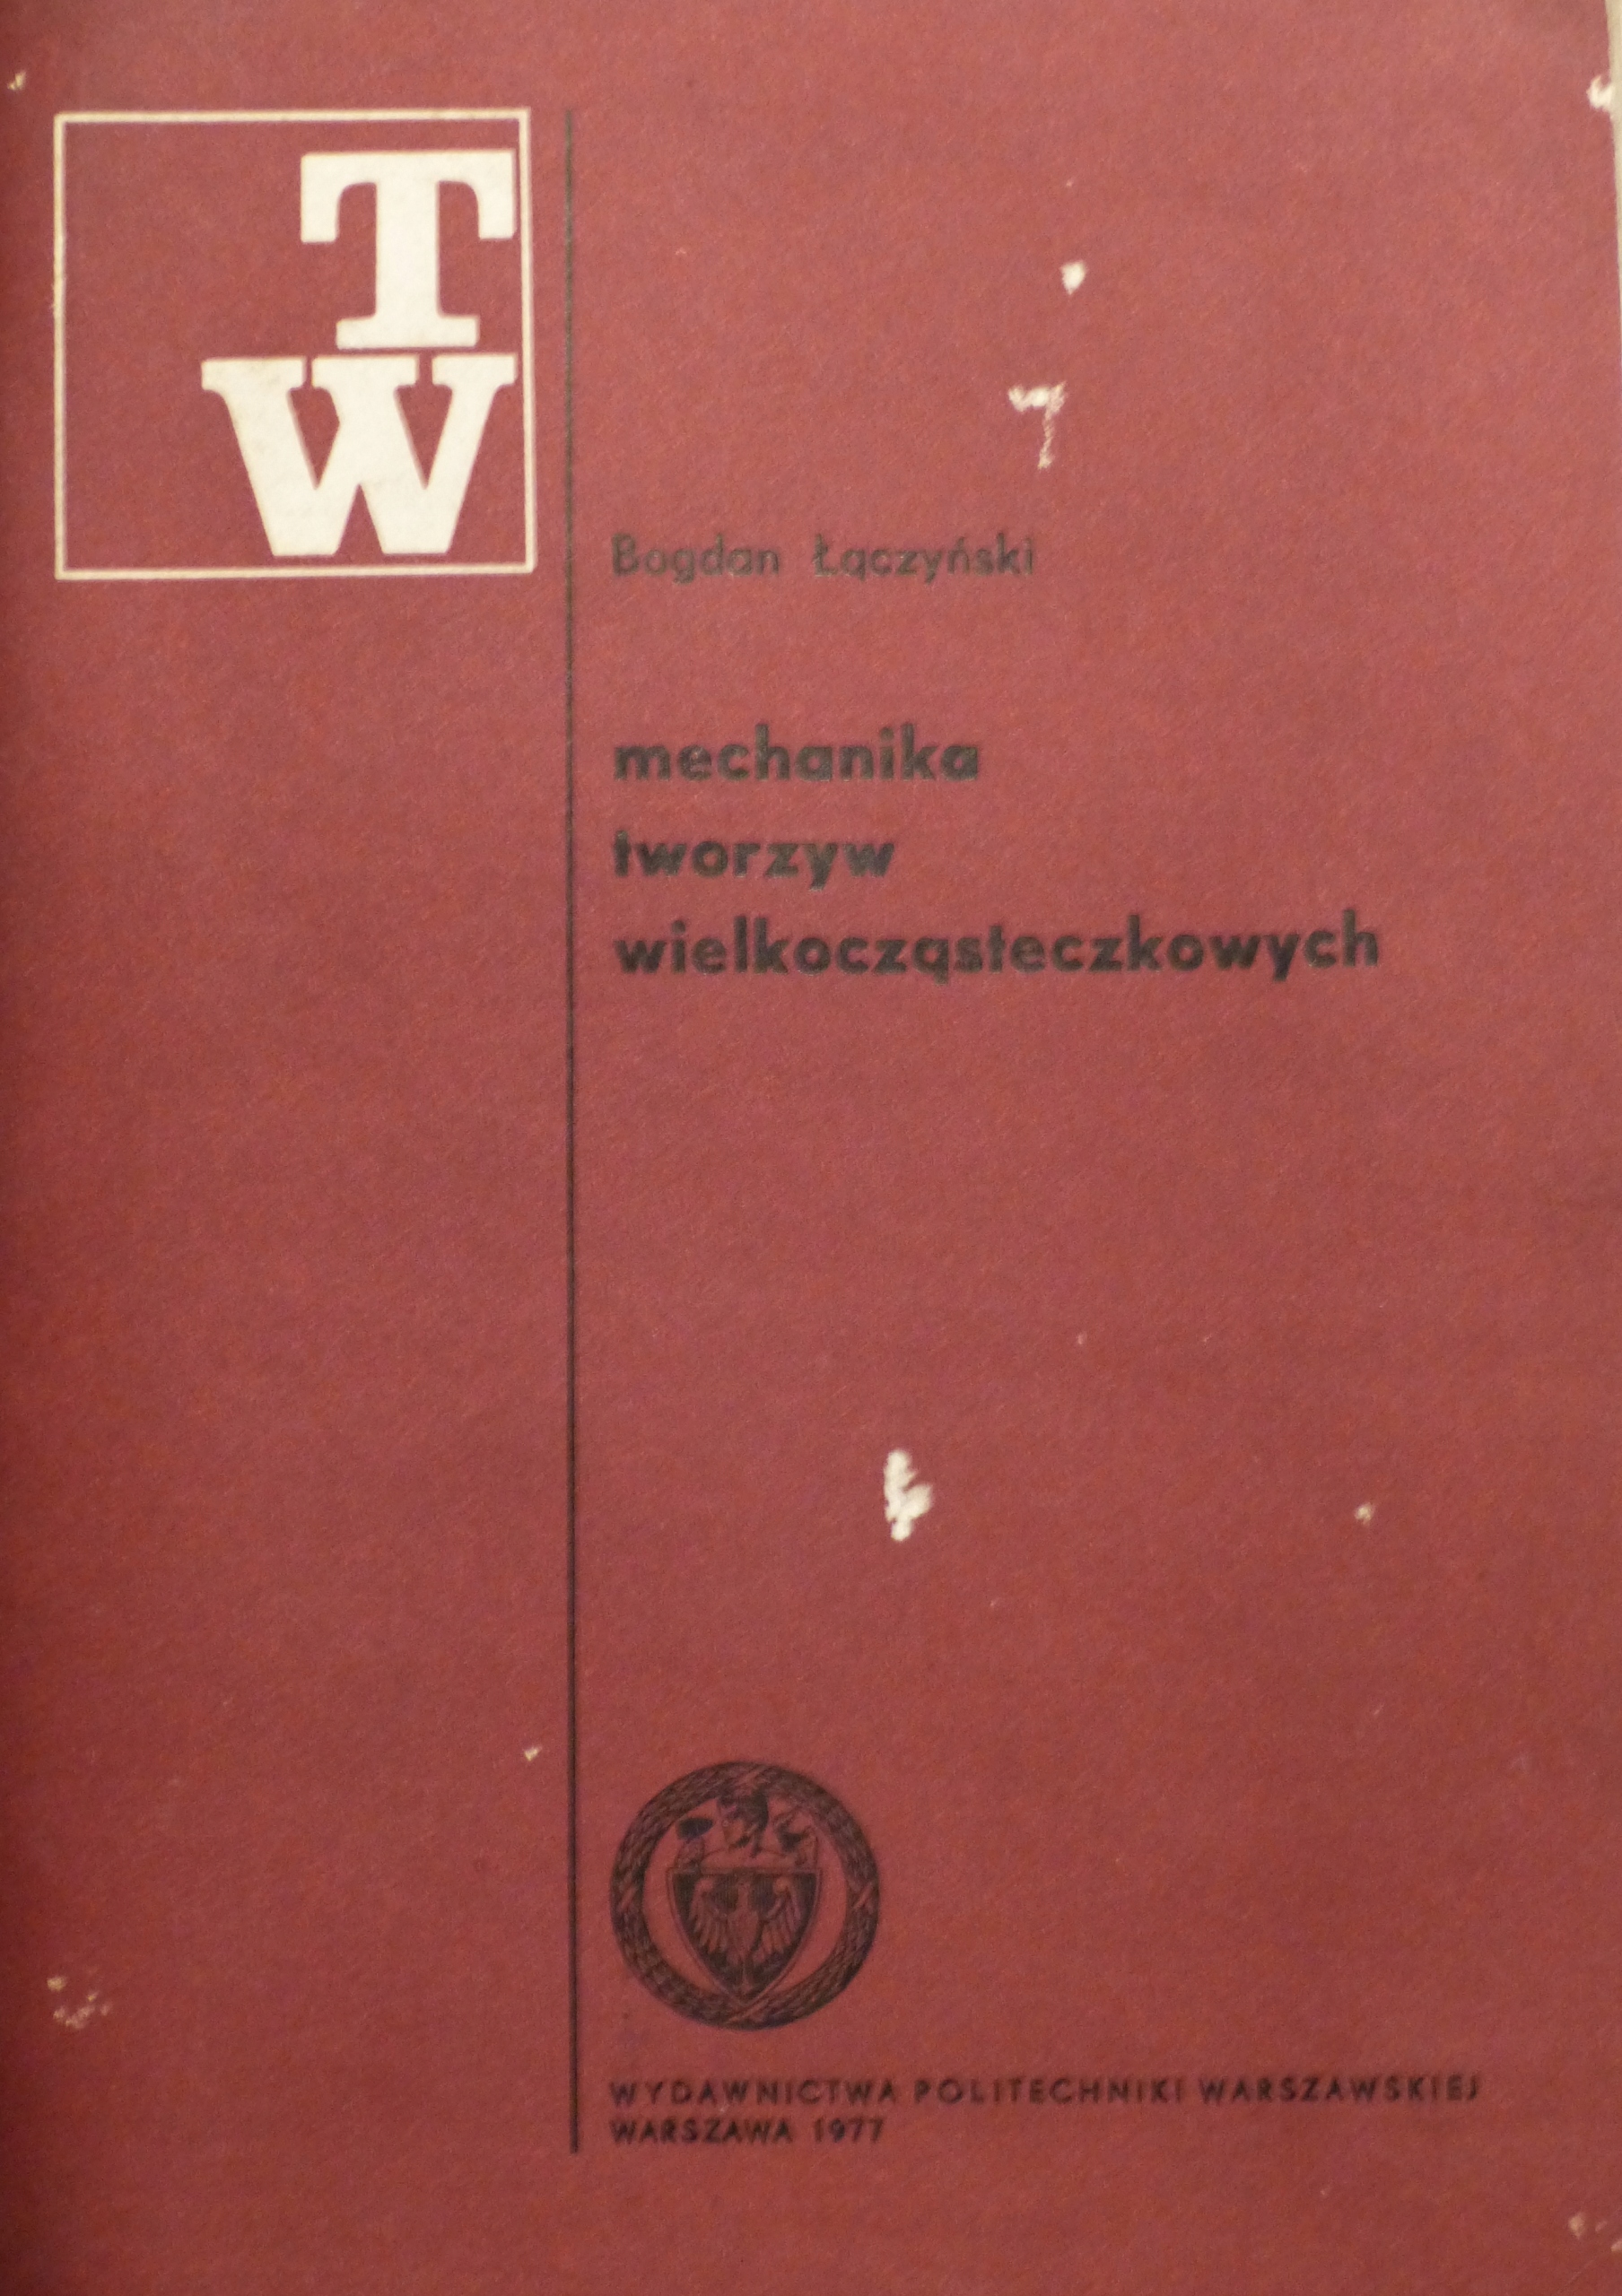 T
W
Bogdan Łączyński
mechanika
tworzyw
wielkocząsteczkowych
WYDAWNICTWA POLITECHNIKI WARSZAWSKIEJ
WARSZAWA 1977